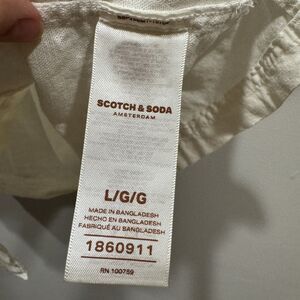 SCOTCH & SODA
AMSTERDAM
L/G/G
MADE IN BANGLADESH
HECHO EN BANGLADESH
FABRIQUÉ AU BANGLADESH
1860911
RN 100759